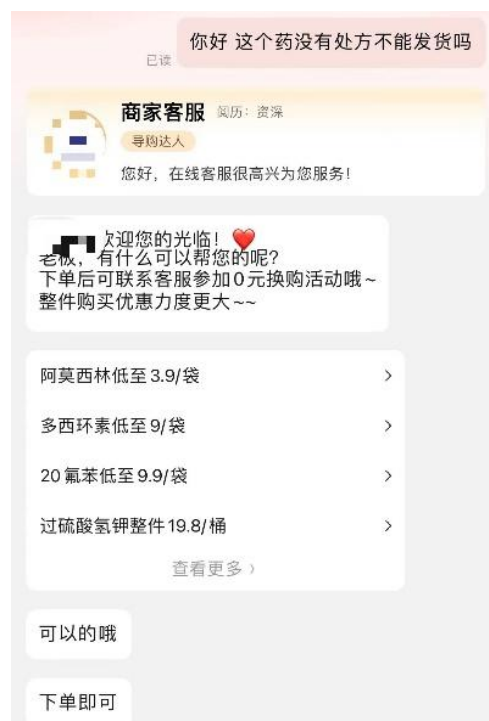 你好 这个药没有处方不能发货吗
已读
商家客服 阅历：资深
导购达人
您好，在线客服很高兴为您服务！
迎您的光临！❤️
老板，有什么可以帮您的呢？
下单后可联系客服参加0元换购活动哦~
整件购买优惠力度更大~~
阿莫西林低至3.9/袋
多西环素低至9/袋
20氟苯低至9.9/袋
过硫酸氢钾整件19.8/桶
查看更多
可以的哦
下单即可